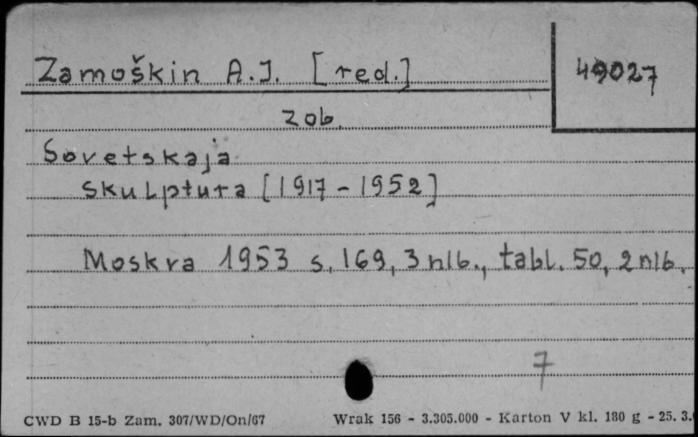 Zamoškin A.J. [red.]
49027
zob.
Sovetskaja
skulptura [1917-1952]
Moskva 1953 s. 169, 3 nlb., tabl. 50, 2 nlb.
7
CWD B 15-b Zam. 307/WD/On/67 Wrak 156 - 3.305.000 - Karton V kl. 180 g - 25. 3.